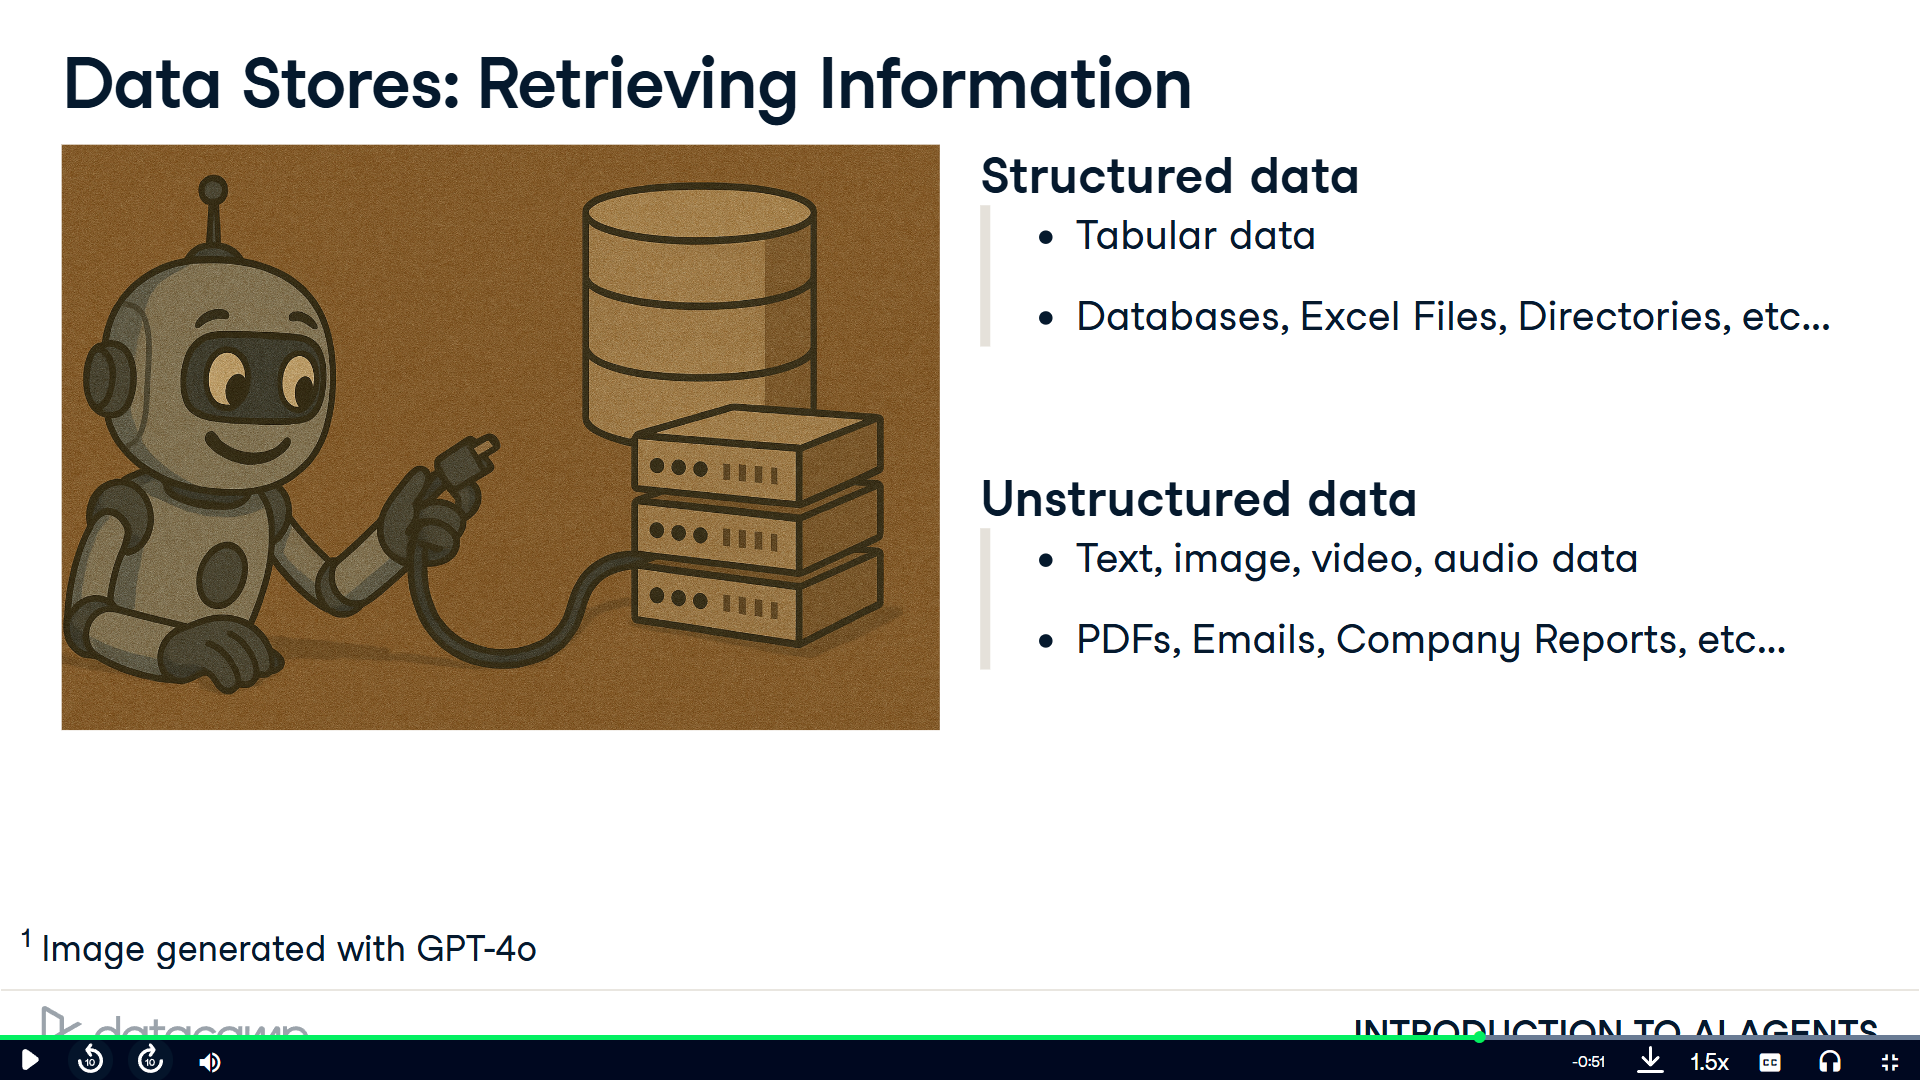 Data Stores: Retrieving Information
Structured data
• Tabular data
• Databases, Excel Files, Directories, etc...
Unstructured data
• Text, image, video, audio data
• PDFs, Emails, Company Reports, etc...
1 Image generated with GPT-4o
datacamp
INTRODUCTION TO AI AGENTS
10
10
-0:51
1.5x
CC